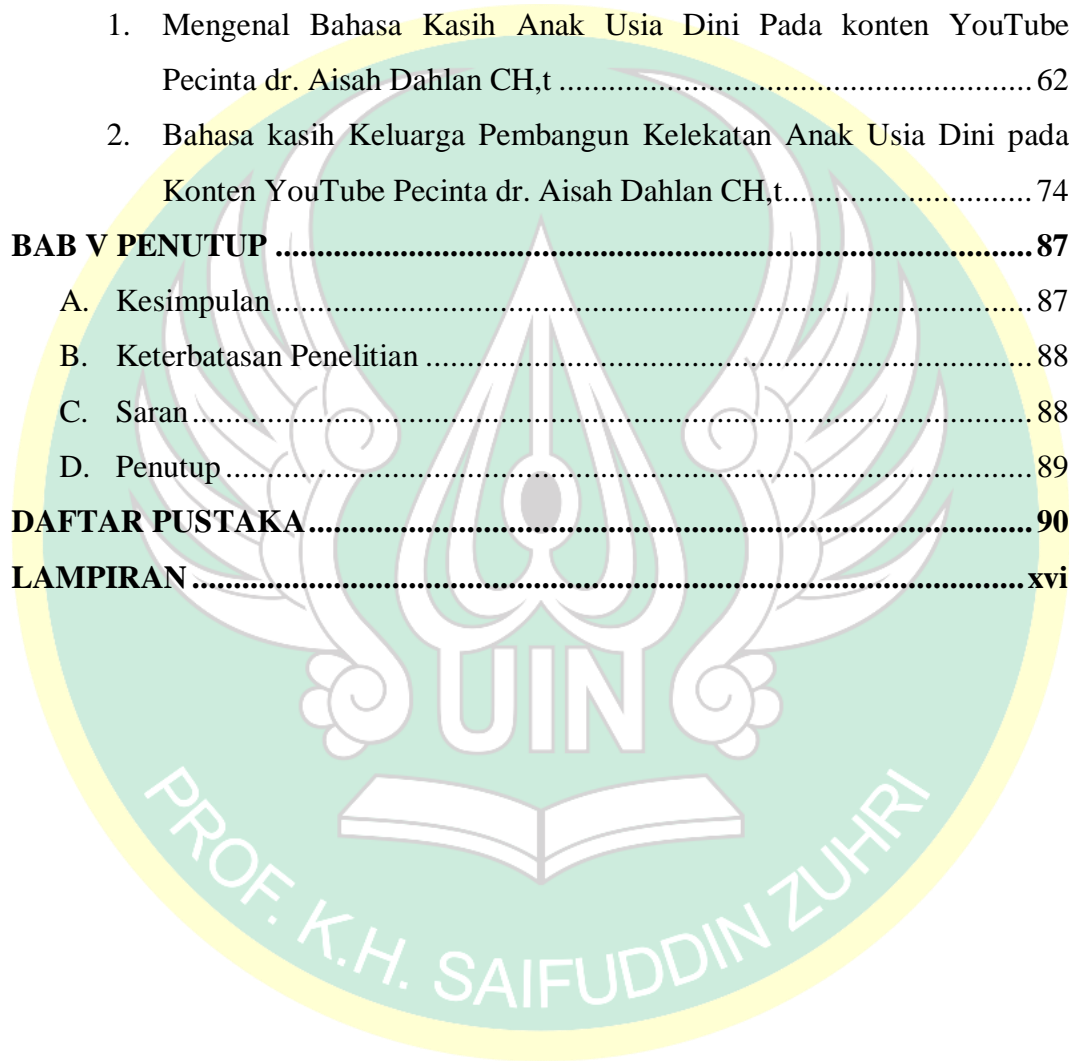 1. Mengenal Bahasa Kasih Anak Usia Dini Pada konten YouTube
Pecinta dr. Aisah Dahlan CH,t ........................................................ 62
2. Bahasa kasih Keluarga Pembangun Kelekatan Anak Usia Dini pada
Konten YouTube Pecinta dr. Aisah Dahlan CH,t............................. 74
BAB V PENUTUP ........................................................................................ 87
A. Kesimpulan ........................................................................................ 87
B. Keterbatasan Penelitian ...................................................................... 88
C. Saran .................................................................................................. 88
D. Penutup .............................................................................................. 89
DAFTAR PUSTAKA .................................................................................... 90
LAMPIRAN ................................................................................................ xvi
UIN
PROF. K.H. SAIFUDDIN ZUHRI